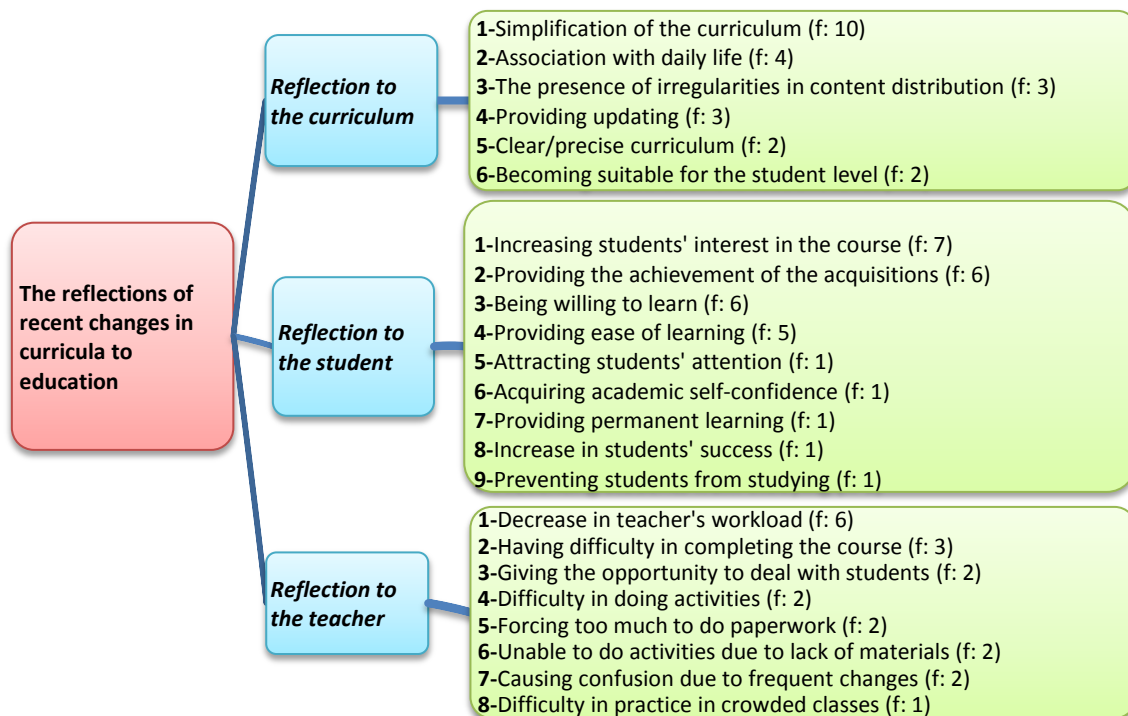 The reflections of
recent changes in
curricula to
education
Reflection to
the curriculum
1-Simplification of the curriculum (f: 10)
2-Association with daily life (f: 4)
3-The presence of irregularities in content distribution (f: 3)
4-Providing updating (f: 3)
5-Clear/precise curriculum (f: 2)
6-Becoming suitable for the student level (f: 2)
Reflection to
the student
1-Increasing students' interest in the course (f: 7)
2-Providing the achievement of the acquisitions (f: 6)
3-Being willing to learn (f: 6)
4-Providing ease of learning (f: 5)
5-Attracting students' attention (f: 1)
6-Acquiring academic self-confidence (f: 1)
7-Providing permanent learning (f: 1)
8-Increase in students' success (f: 1)
9-Preventing students from studying (f: 1)
Reflection to
the teacher
1-Decrease in teacher's workload (f: 6)
2-Having difficulty in completing the course (f: 3)
3-Giving the opportunity to deal with students (f: 2)
4-Difficulty in doing activities (f: 2)
5-Forcing too much to do paperwork (f: 2)
6-Unable to do activities due to lack of materials (f: 2)
7-Causing confusion due to frequent changes (f: 2)
8-Difficulty in practice in crowded classes (f: 1)